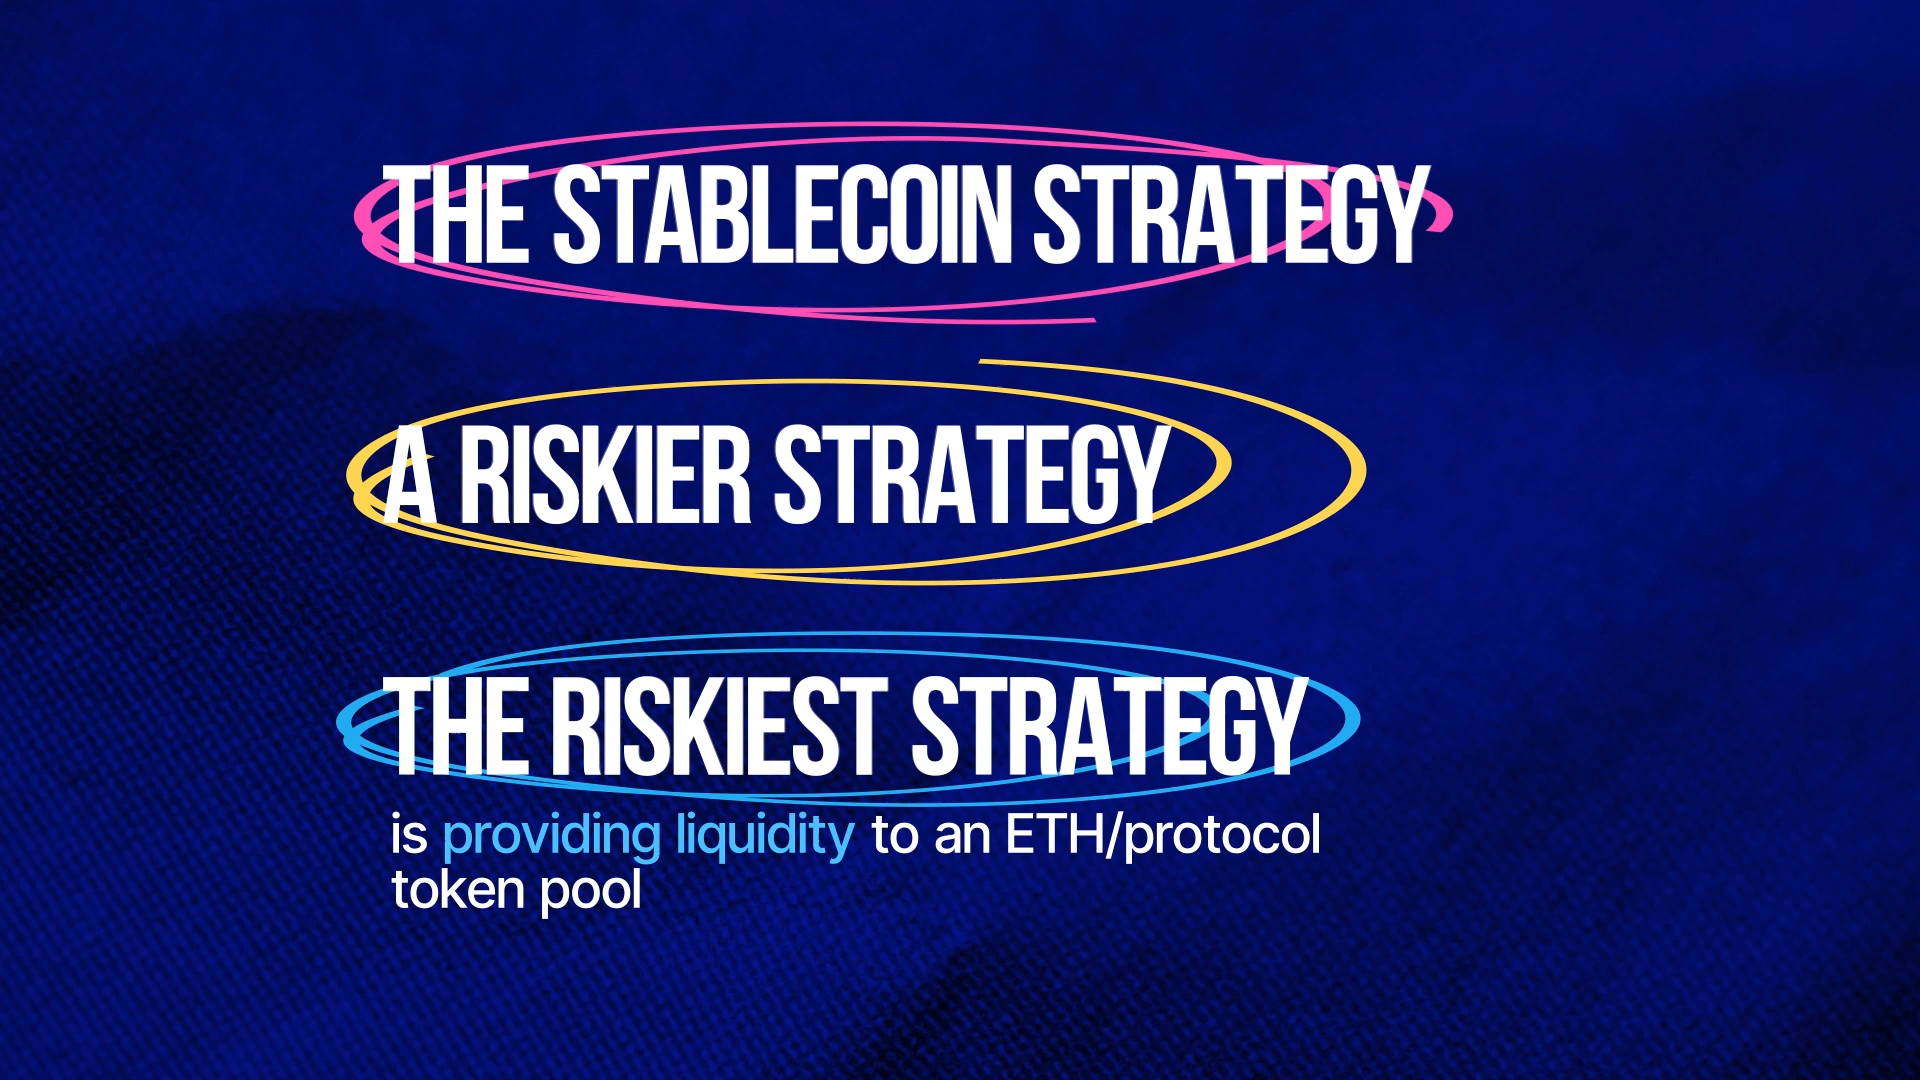 THE STABLECOIN STRATEGY
A RISKIER STRATEGY
THE RISKIEST STRATEGY
is providing liquidity to an ETH/protocol
token pool